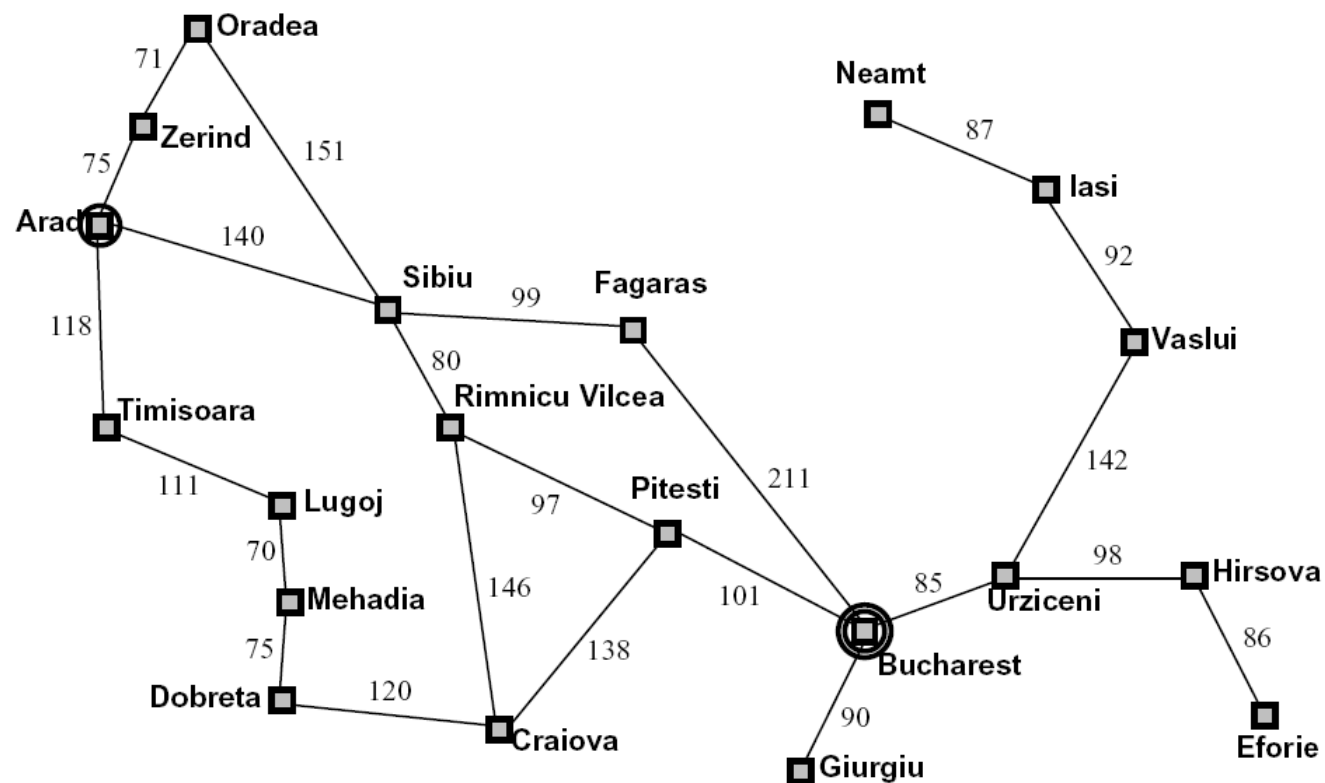 Oradea
71
Neamt
87
Zerind
151
75
Iasi
Arad
140
92
Sibiu
Fagaras
99
118
Vaslui
80
Timisoara
Rimnicu Vilcea
142
111
211
Lugoj
97
Pitesti
70
98
Hirsova
146
101
85
Urziceni
Mehadia
75
138
86
Bucharest
Dobreta
120
90
Craiova
Giurgiu
Eforie